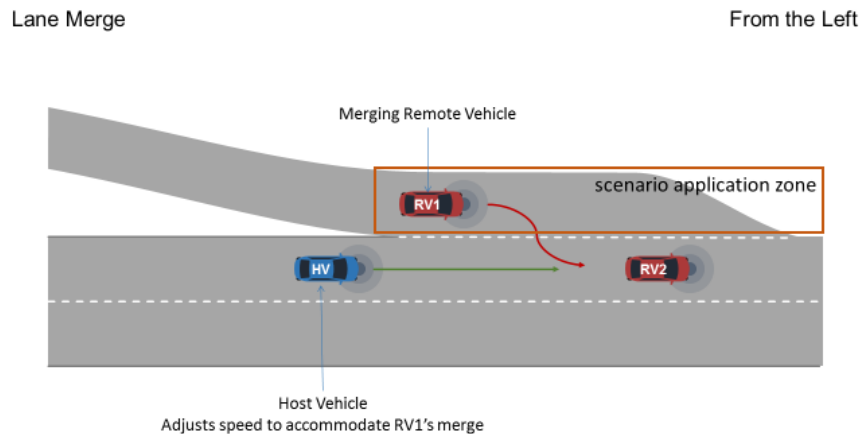 Lane Merge
From the Left
Merging Remote Vehicle
scenario application zone
RV1
HV
RV2
Host Vehicle
Adjusts speed to accommodate RV1's merge